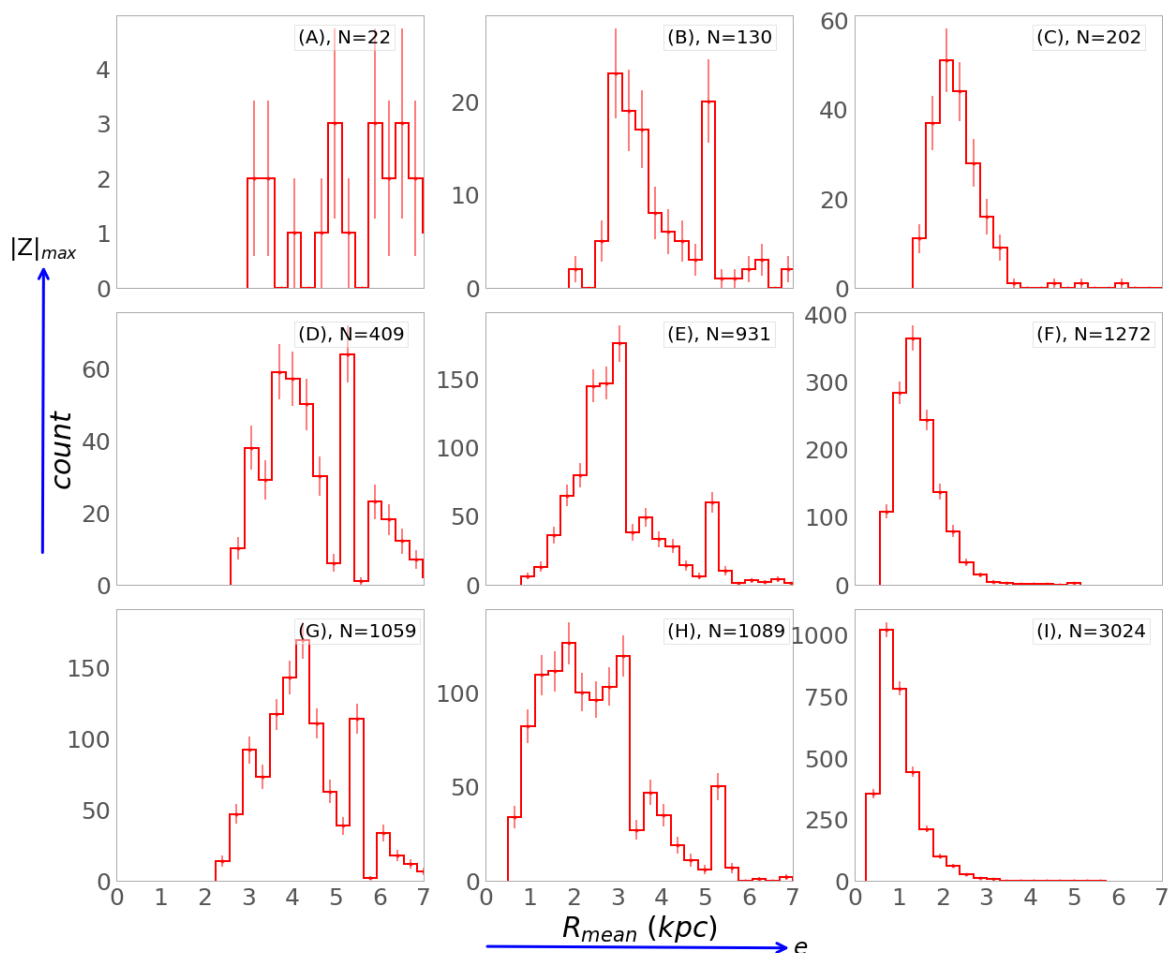 (A), N=22
4
3
2
1
0
(B), N=130
20
10
0
(C), N=202
60
40
20
0
|Z|max
count
(D), N=409
60
40
20
0
(E), N=931
150
100
50
0
(F), N=1272
400
300
200
100
0
(G), N=1059
150
100
50
0
0 1 2 3 4 5 6 7
(H), N=1089
100
50
0
0 1 2 3 4 5 6 7
(I), N=3024
1000
750
500
250
0
0 1 2 3 4 5 6 7
Rmean (kpc)
e